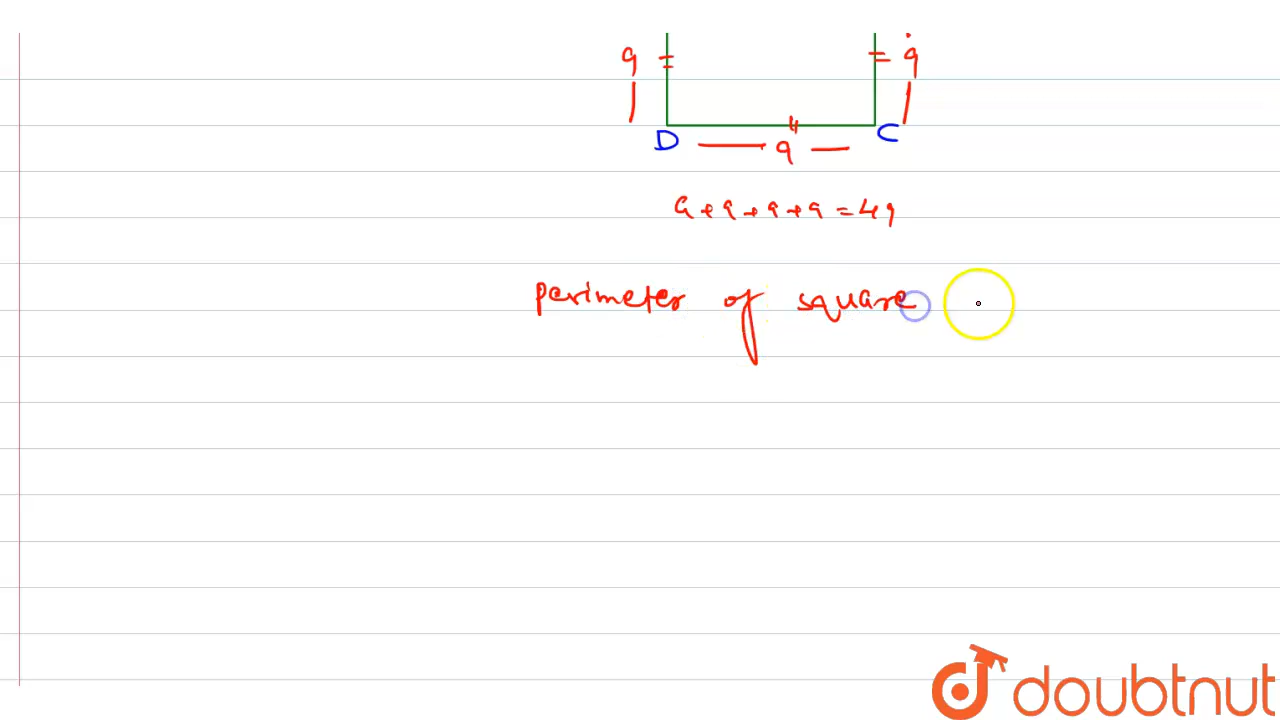 a a
D C
a
a + a + a + a = 4a
perimeter of square
doubtnut